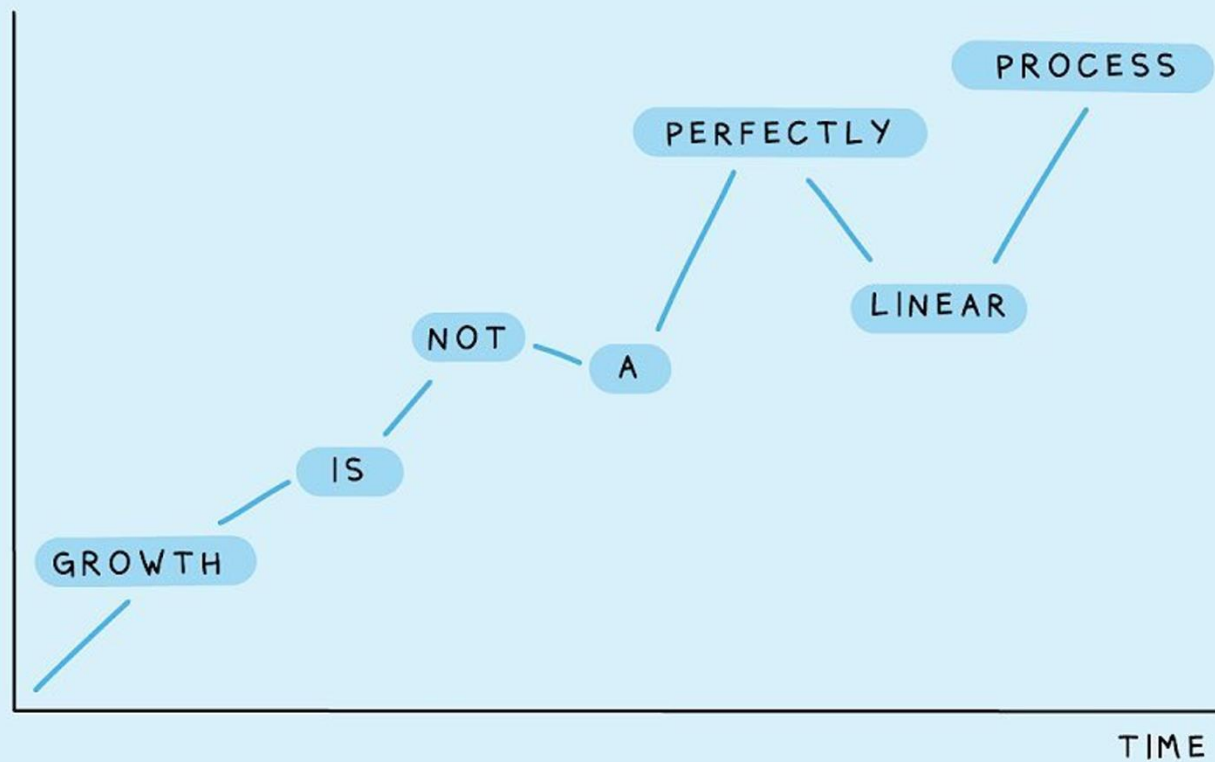 GROWTH
IS
NOT
A
PERFECTLY
LINEAR
PROCESS
TIME